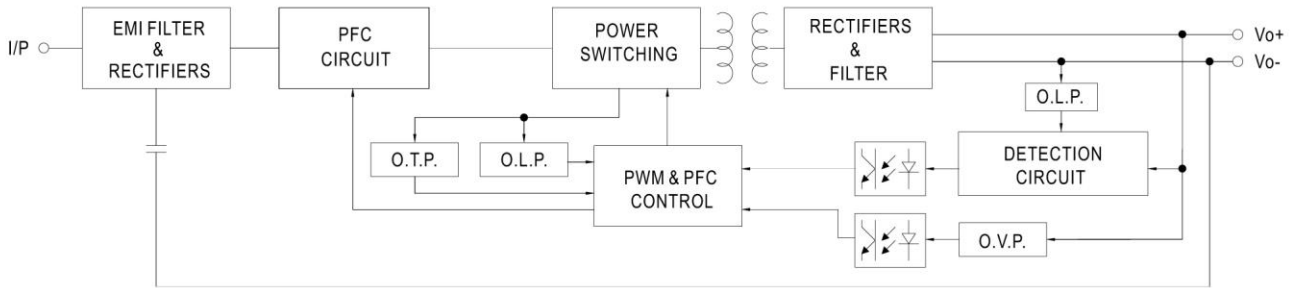 I/P
EMI FILTER
&
RECTIFIERS
PFC
CIRCUIT
POWER
SWITCHING
RECTIFIERS
&
FILTER
Vo+
Vo-
O.L.P.
O.T.P.
O.L.P.
PWM & PFC
CONTROL
DETECTION
CIRCUIT
O.V.P.